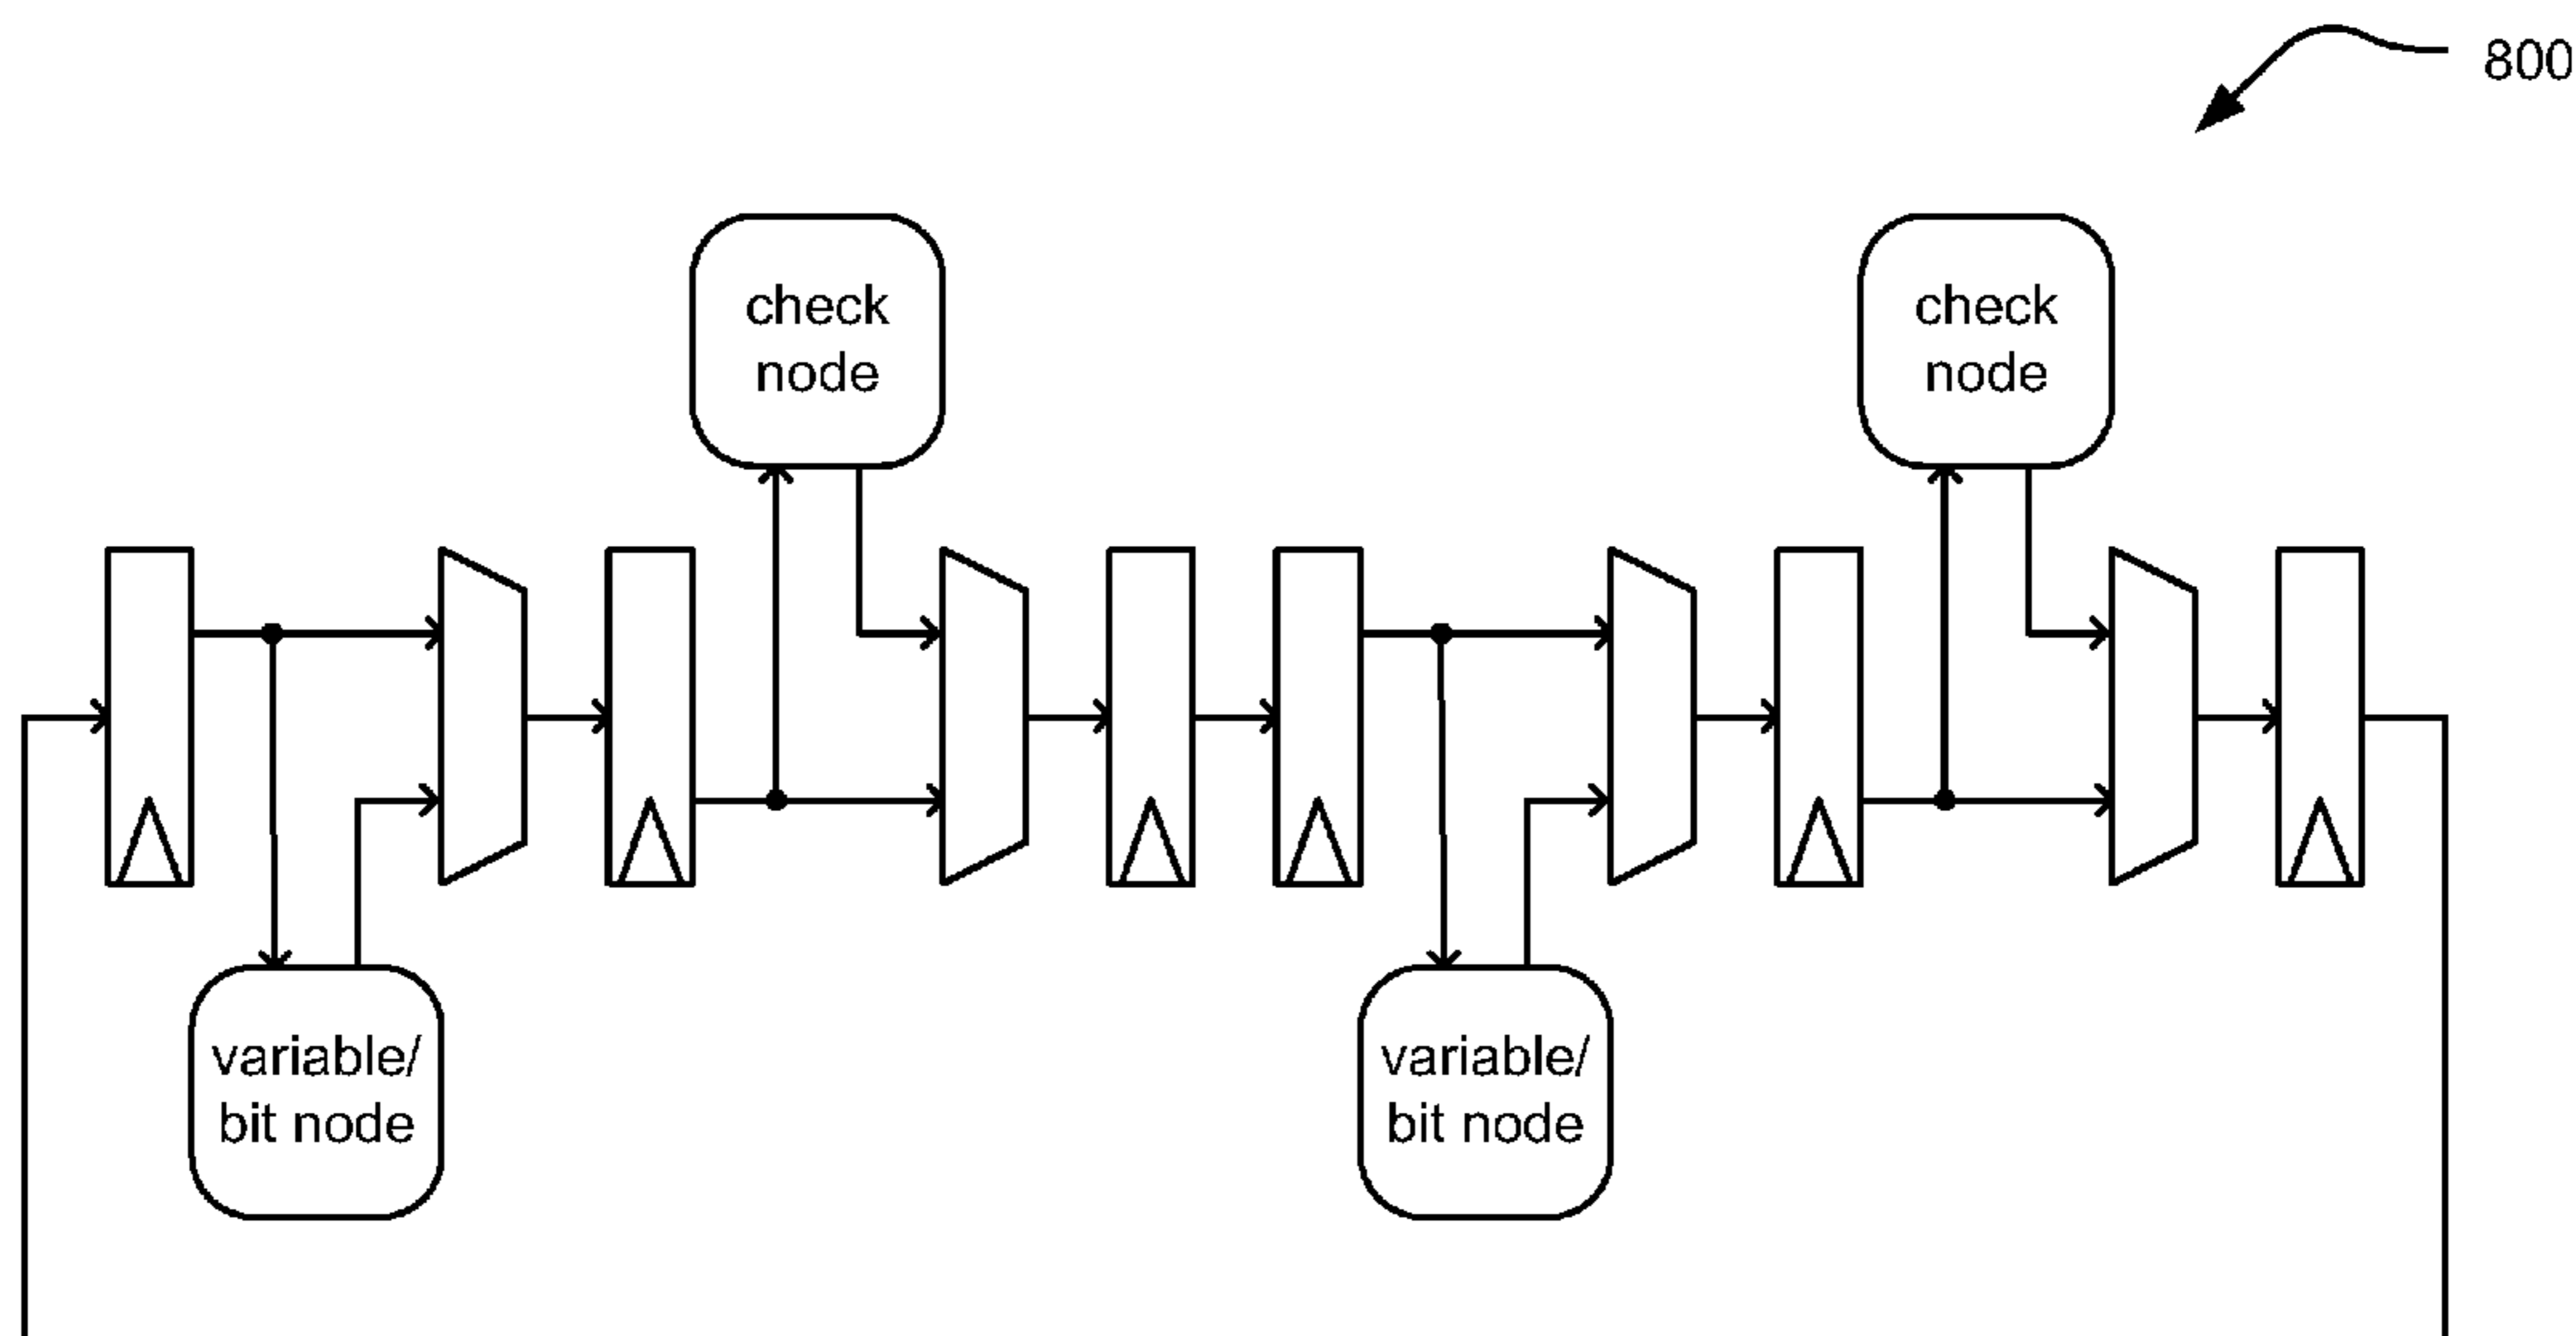 800
check
node
check
node
variable/
bit node
variable/
bit node